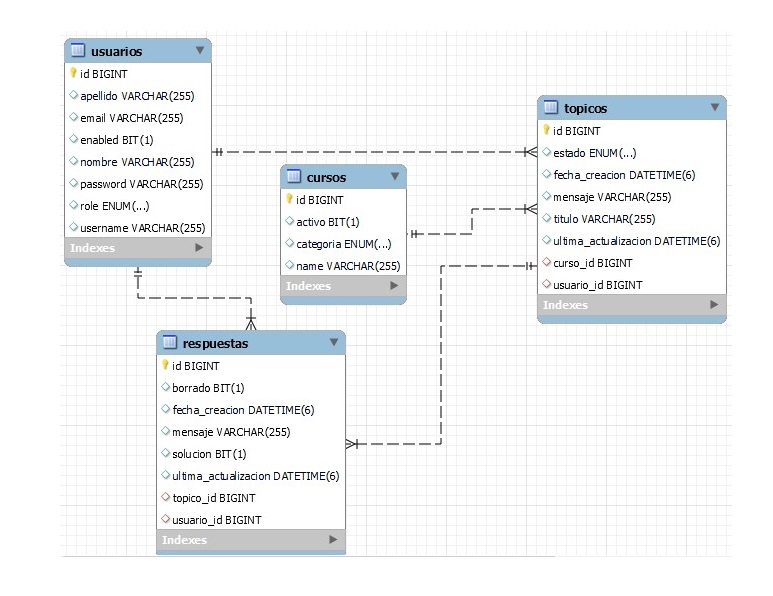 usuarios
id BIGINT
apellido VARCHAR(255)
email VARCHAR(255)
enabled BIT(1)
nombre VARCHAR(255)
password VARCHAR(255)
role ENUM(...)
username VARCHAR(255)
Indexes
cursos
id BIGINT
activo BIT(1)
categoria ENUM(...)
name VARCHAR(255)
Indexes
topicos
id BIGINT
estado ENUM(...)
fecha_creacion DATETIME(6)
mensaje VARCHAR(255)
titulo VARCHAR(255)
ultima_actualizacion DATETIME(6)
curso_id BIGINT
usuario_id BIGINT
Indexes
respuestas
id BIGINT
borrado BIT(1)
fecha_creacion DATETIME(6)
mensaje VARCHAR(255)
solucion BIT(1)
ultima_actualizacion DATETIME(6)
topico_id BIGINT
usuario_id BIGINT
Indexes